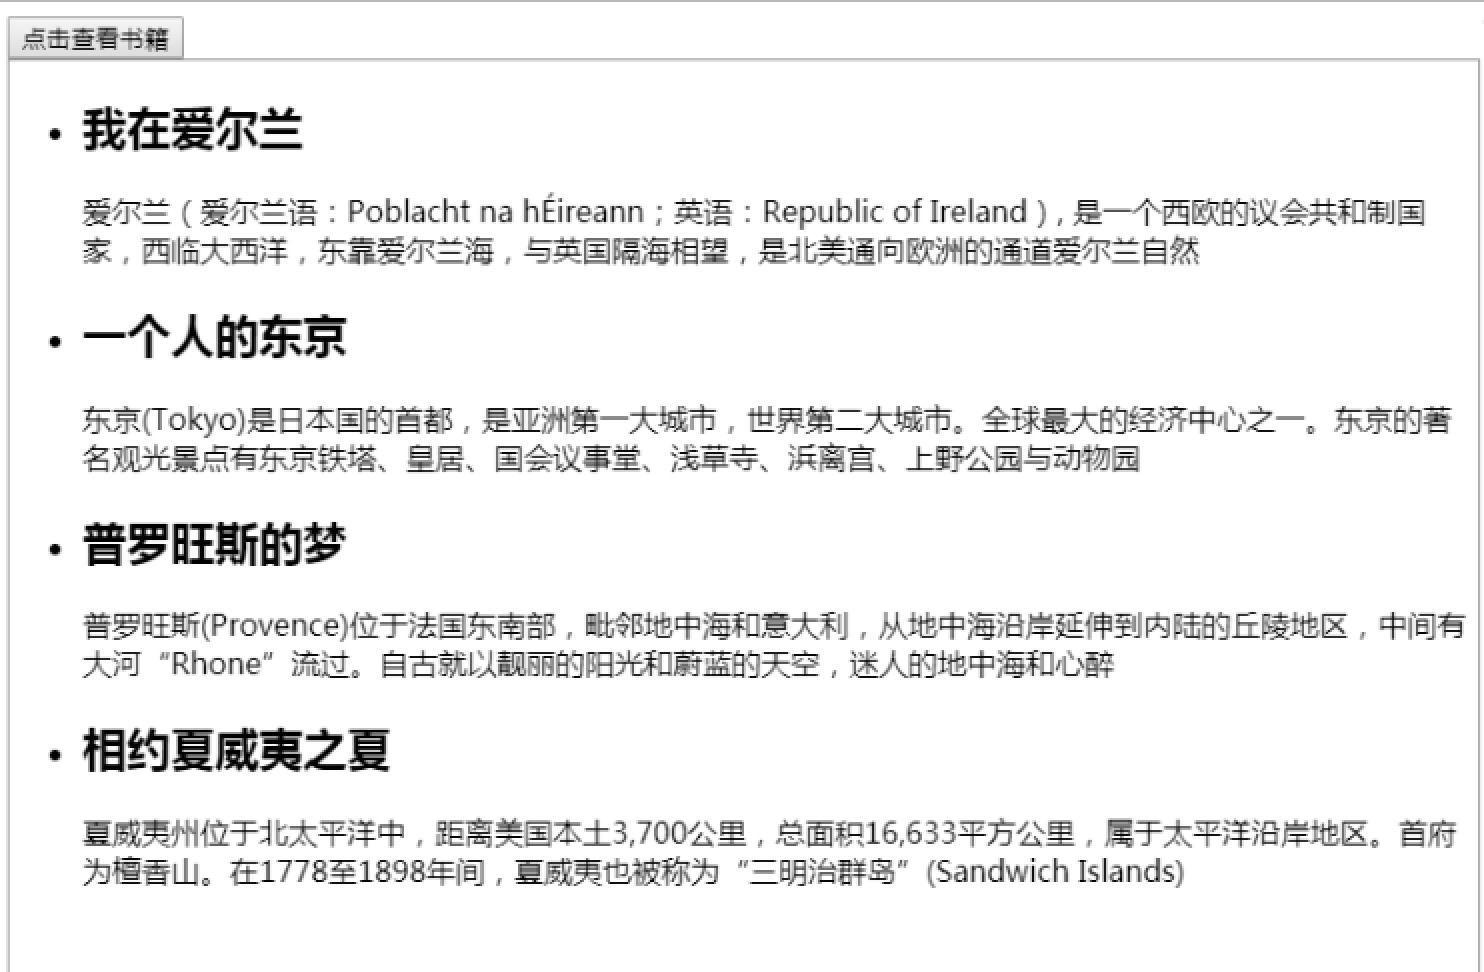 点击查看书籍
我在爱尔兰
爱尔兰（爱尔兰语：Poblacht na hÉireann；英语：Republic of Ireland），是一个西欧的议会共和制国
家，西临大西洋，东靠爱尔兰海，与英国隔海相望，是北美通向欧洲的通道爱尔兰自然
一个人的东京
东京(Tokyo)是日本国的首都，是亚洲第一大城市，世界第二大城市。全球最大的经济中心之一。东京的著
名观光景点有东京铁塔、皇居、国会议事堂、浅草寺、浜离宫、上野公园与动物园
普罗旺斯的梦
普罗旺斯(Provence)位于法国东南部，毗邻地中海和意大利，从地中海沿岸延伸到内陆的丘陵地区，中间有
大河“Rhone”流过。自古就以靓丽的阳光和蔚蓝的天空，迷人的地中海和心醉
相约夏威夷之夏
夏威夷州位于北太平洋中，距离美国本土3,700公里，总面积16,633平方公里，属于太平洋沿岸地区。首府
为檀香山。在1778至1898年间，夏威夷也被称为“三明治群岛”(Sandwich Islands)